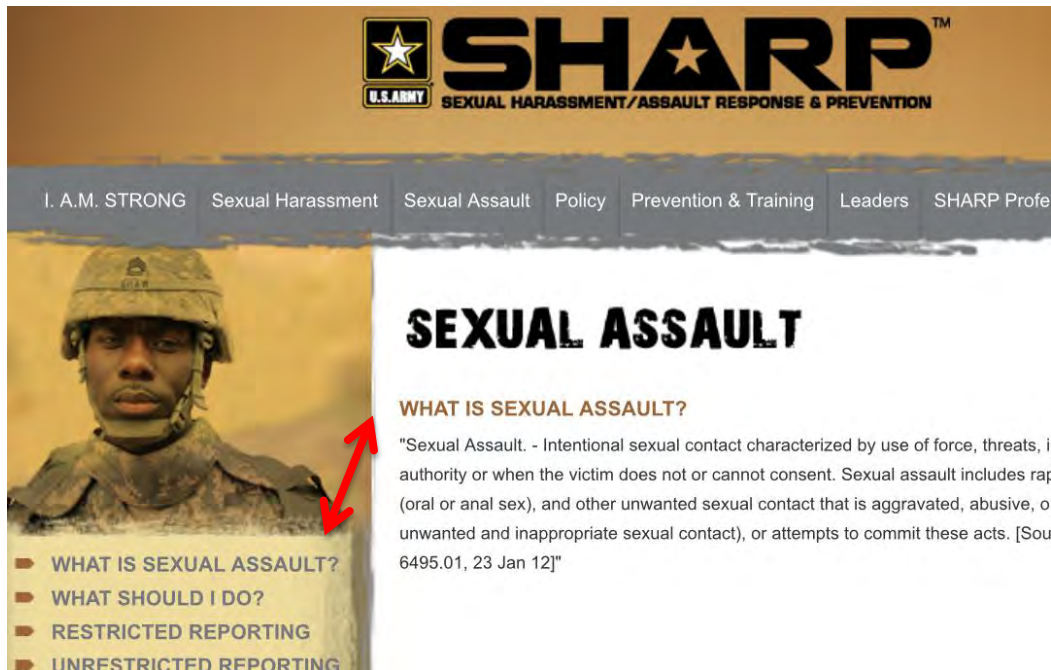 SHARP™
U.S.ARMY
SEXUAL HARASSMENT/ASSAULT RESPONSE & PREVENTION
I. A.M. STRONG Sexual Harassment Sexual Assault Policy Prevention & Training Leaders SHARP Profe
SEXUAL ASSAULT
WHAT IS SEXUAL ASSAULT?
"Sexual Assault. - Intentional sexual contact characterized by use of force, threats, i
authority or when the victim does not or cannot consent. Sexual assault includes rap
(oral or anal sex), and other unwanted sexual contact that is aggravated, abusive, o
unwanted and inappropriate sexual contact), or attempts to commit these acts. [Sou
6495.01, 23 Jan 12]"
WHAT IS SEXUAL ASSAULT?
WHAT SHOULD I DO?
RESTRICTED REPORTING
UNRESTRICTED REPORTING